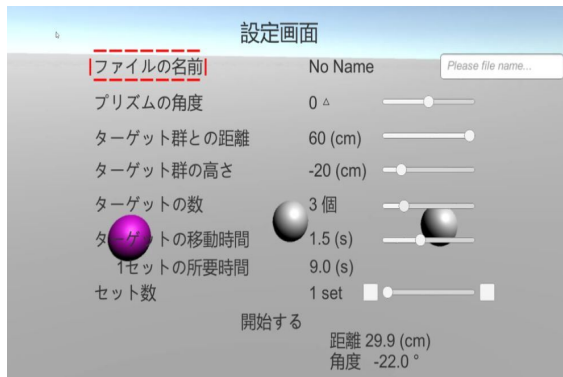 設定画面
ファイルの名前 No Name Please file name...
プリズムの角度 0 △
ターゲット群との距離 60 (cm)
ターゲット群の高さ -20 (cm)
ターゲットの数 3 個
ターゲットの移動時間 1.5 (s)
1セットの所要時間 9.0 (s)
セット数 1 set
開始する
距離 29.9 (cm)
角度 -22.0 °